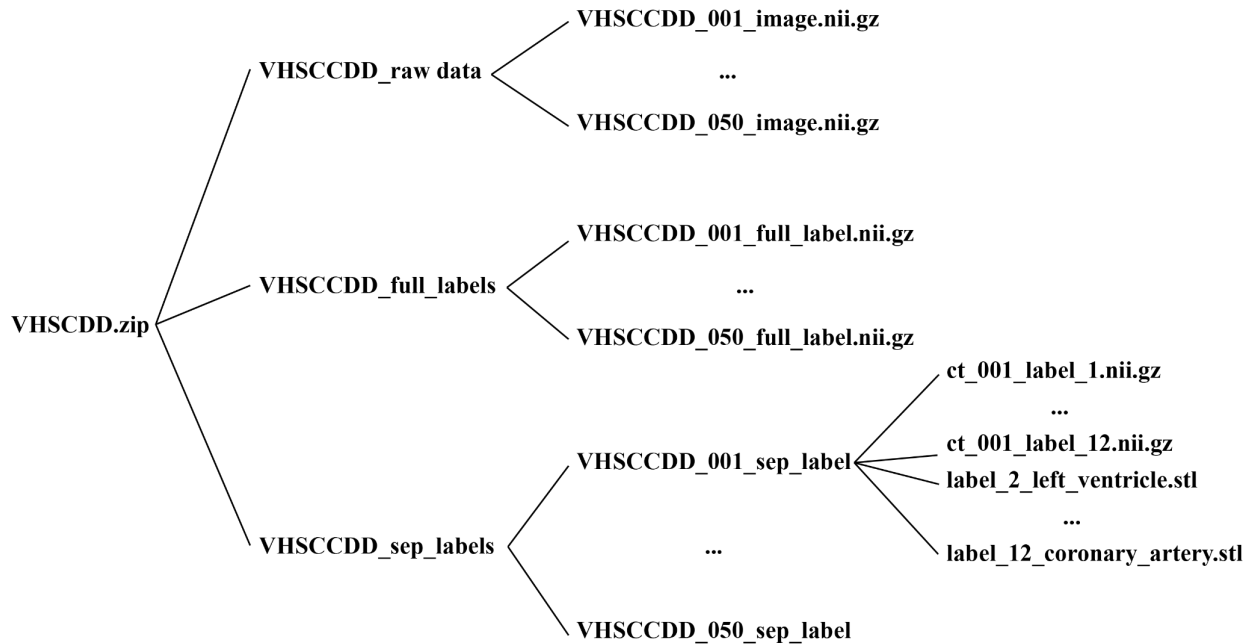 VHSCDD.zip
VHSCCDD_raw data
VHSCCDD_001_image.nii.gz
...
VHSCCDD_050_image.nii.gz
VHSCCDD_full_labels
VHSCCDD_001_full_label.nii.gz
...
VHSCCDD_050_full_label.nii.gz
VHSCCDD_sep_labels
VHSCCDD_001_sep_label
ct_001_label_1.nii.gz
...
ct_001_label_12.nii.gz
label_2_left_ventricle.stl
...
label_12_coronary_artery.stl
...
VHSCCDD_050_sep_label